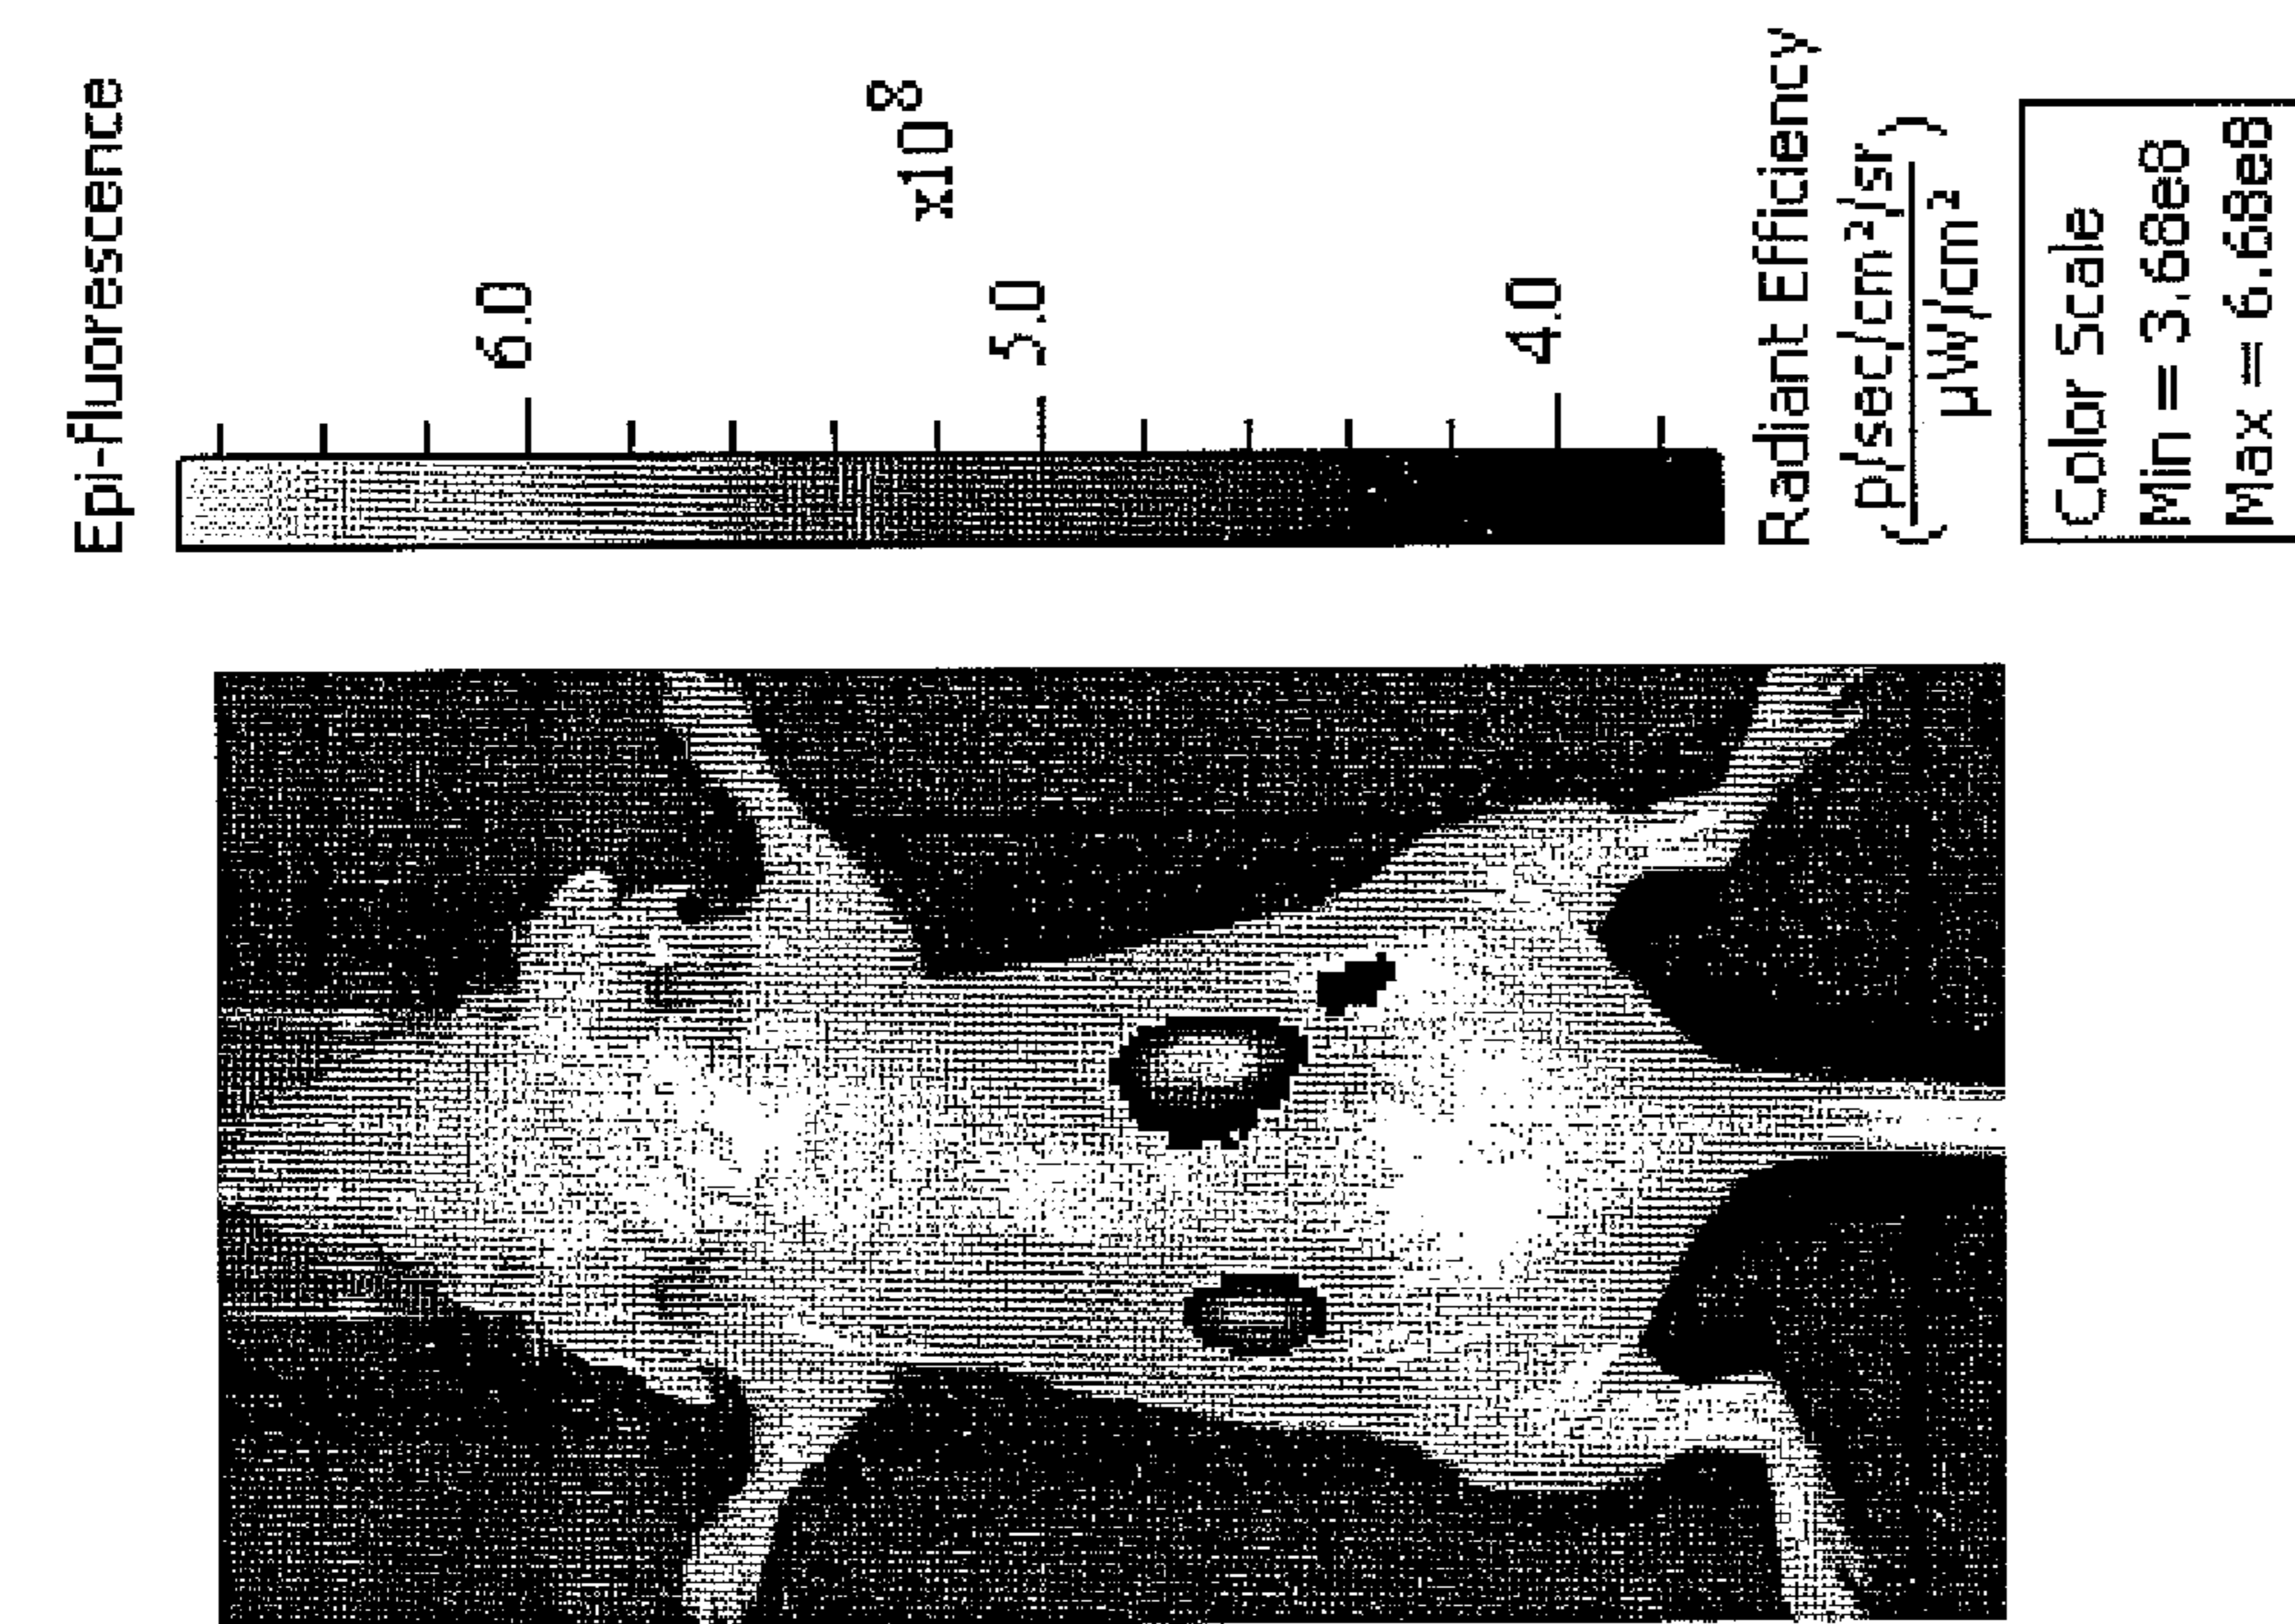 Epi-fluorescence
6.0
x10⁸
5.0
4.0
Radiant Efficiency
( p/sec/cm²/sr )
µW/cm²
Color Scale
Min = 3.68e8
Max = 6.68e8